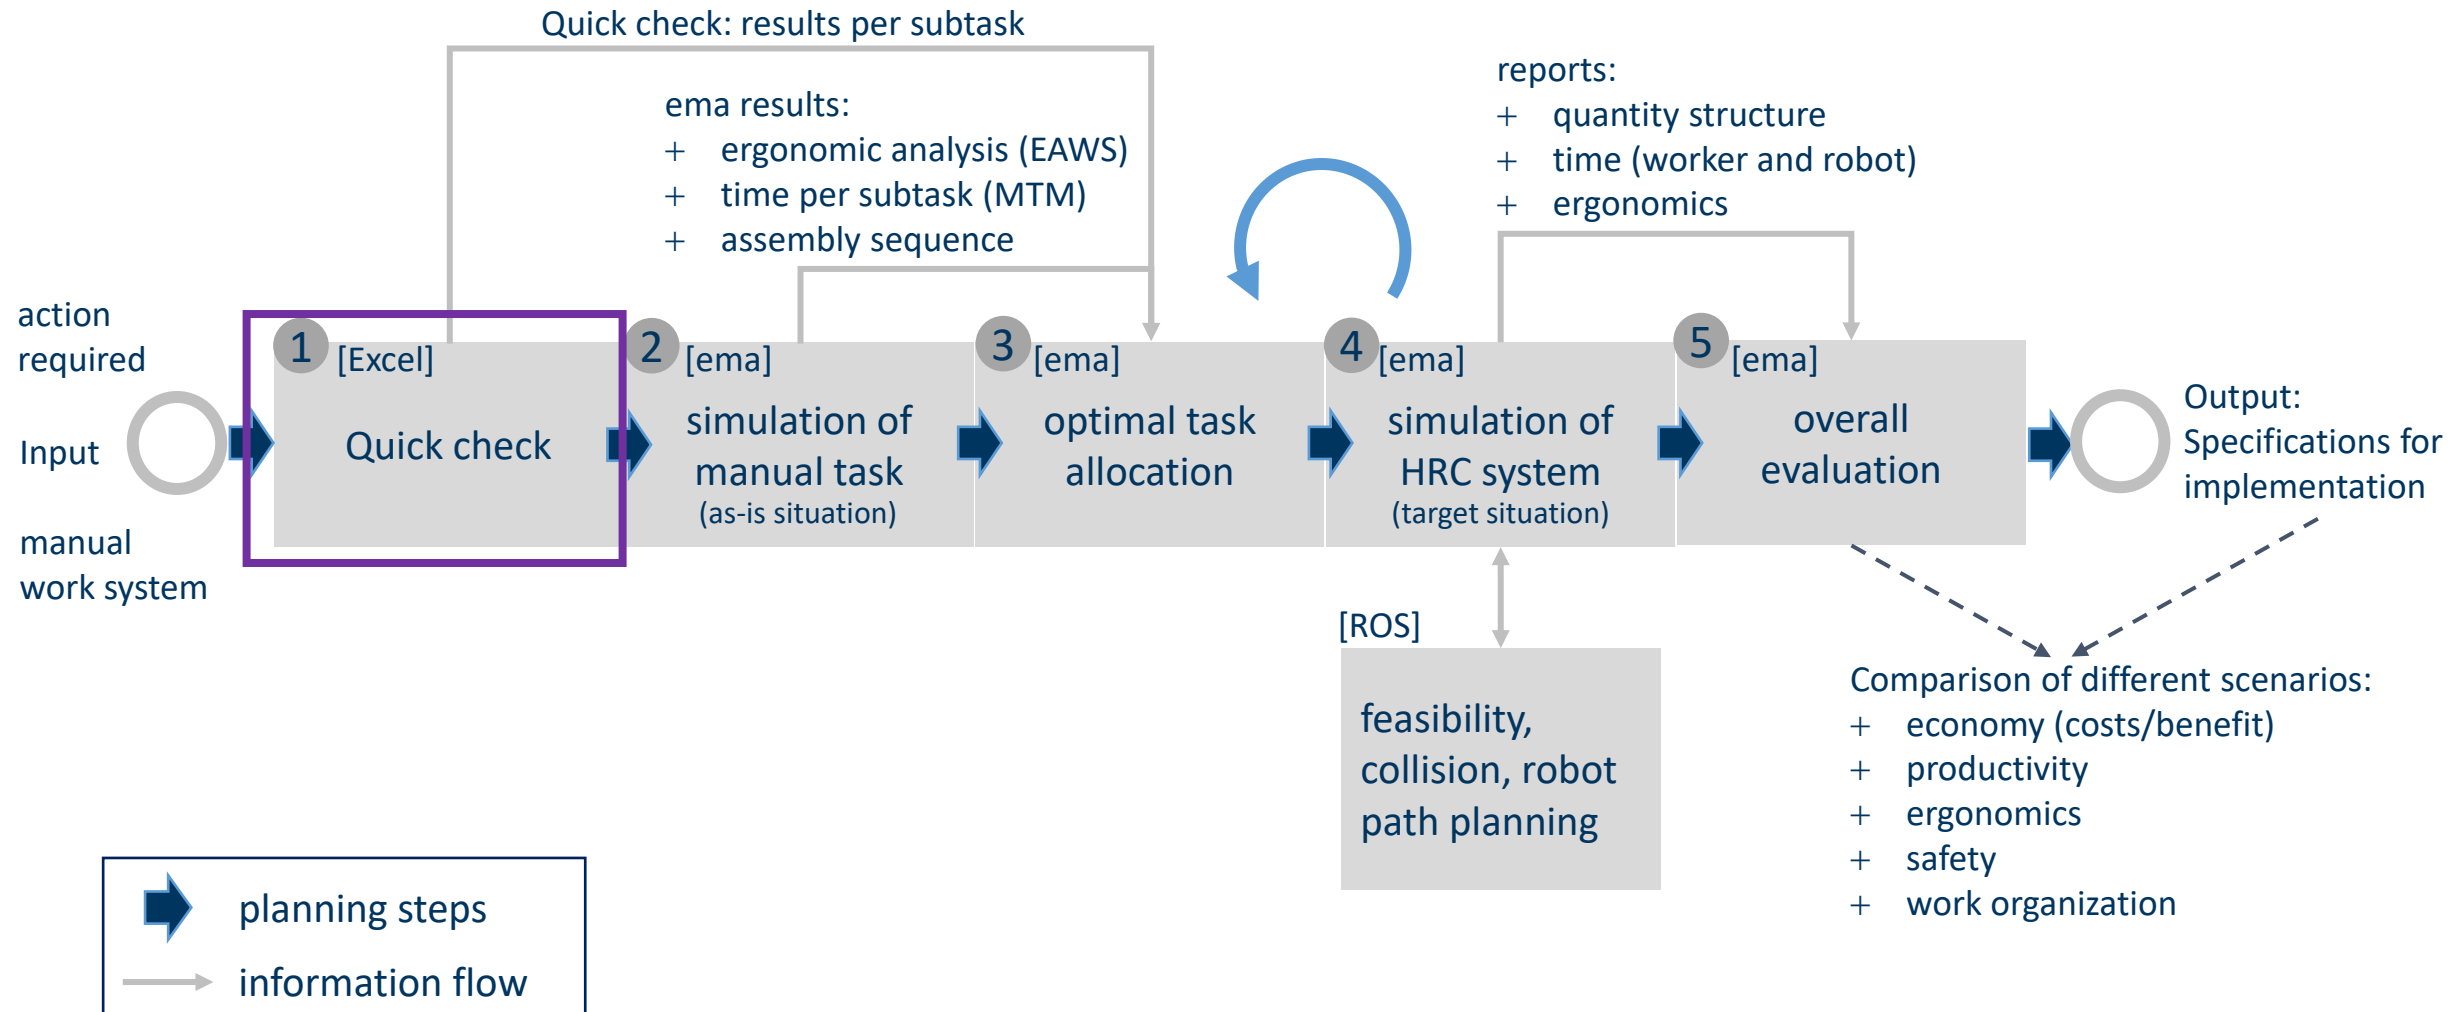 Quick check: results per subtask
ema results:
+ ergonomic analysis (EAWS)
+ time per subtask (MTM)
+ assembly sequence
reports:
+ quantity structure
+ time (worker and robot)
+ ergonomics
action
required
Input
manual
work system
1
[Excel]
Quick check
2
[ema]
simulation of
manual task
(as-is situation)
3
[ema]
optimal task
allocation
4
[ema]
simulation of
HRC system
(target situation)
5
[ema]
overall
evaluation
Output:
Specifications for
implementation
[ROS]
feasibility,
collision, robot
path planning
Comparison of different scenarios:
+ economy (costs/benefit)
+ productivity
+ ergonomics
+ safety
+ work organization
planning steps
information flow